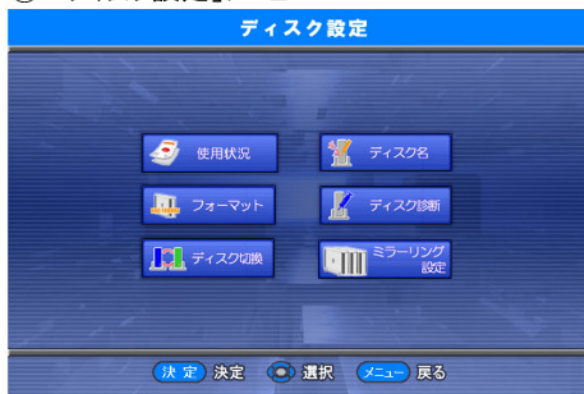 ディスク設定
使用状況
ディスク名
フォーマット
ディスク診断
ディスク切換
ミラーリング
設定
決定 決定 選択 メニュー 戻る